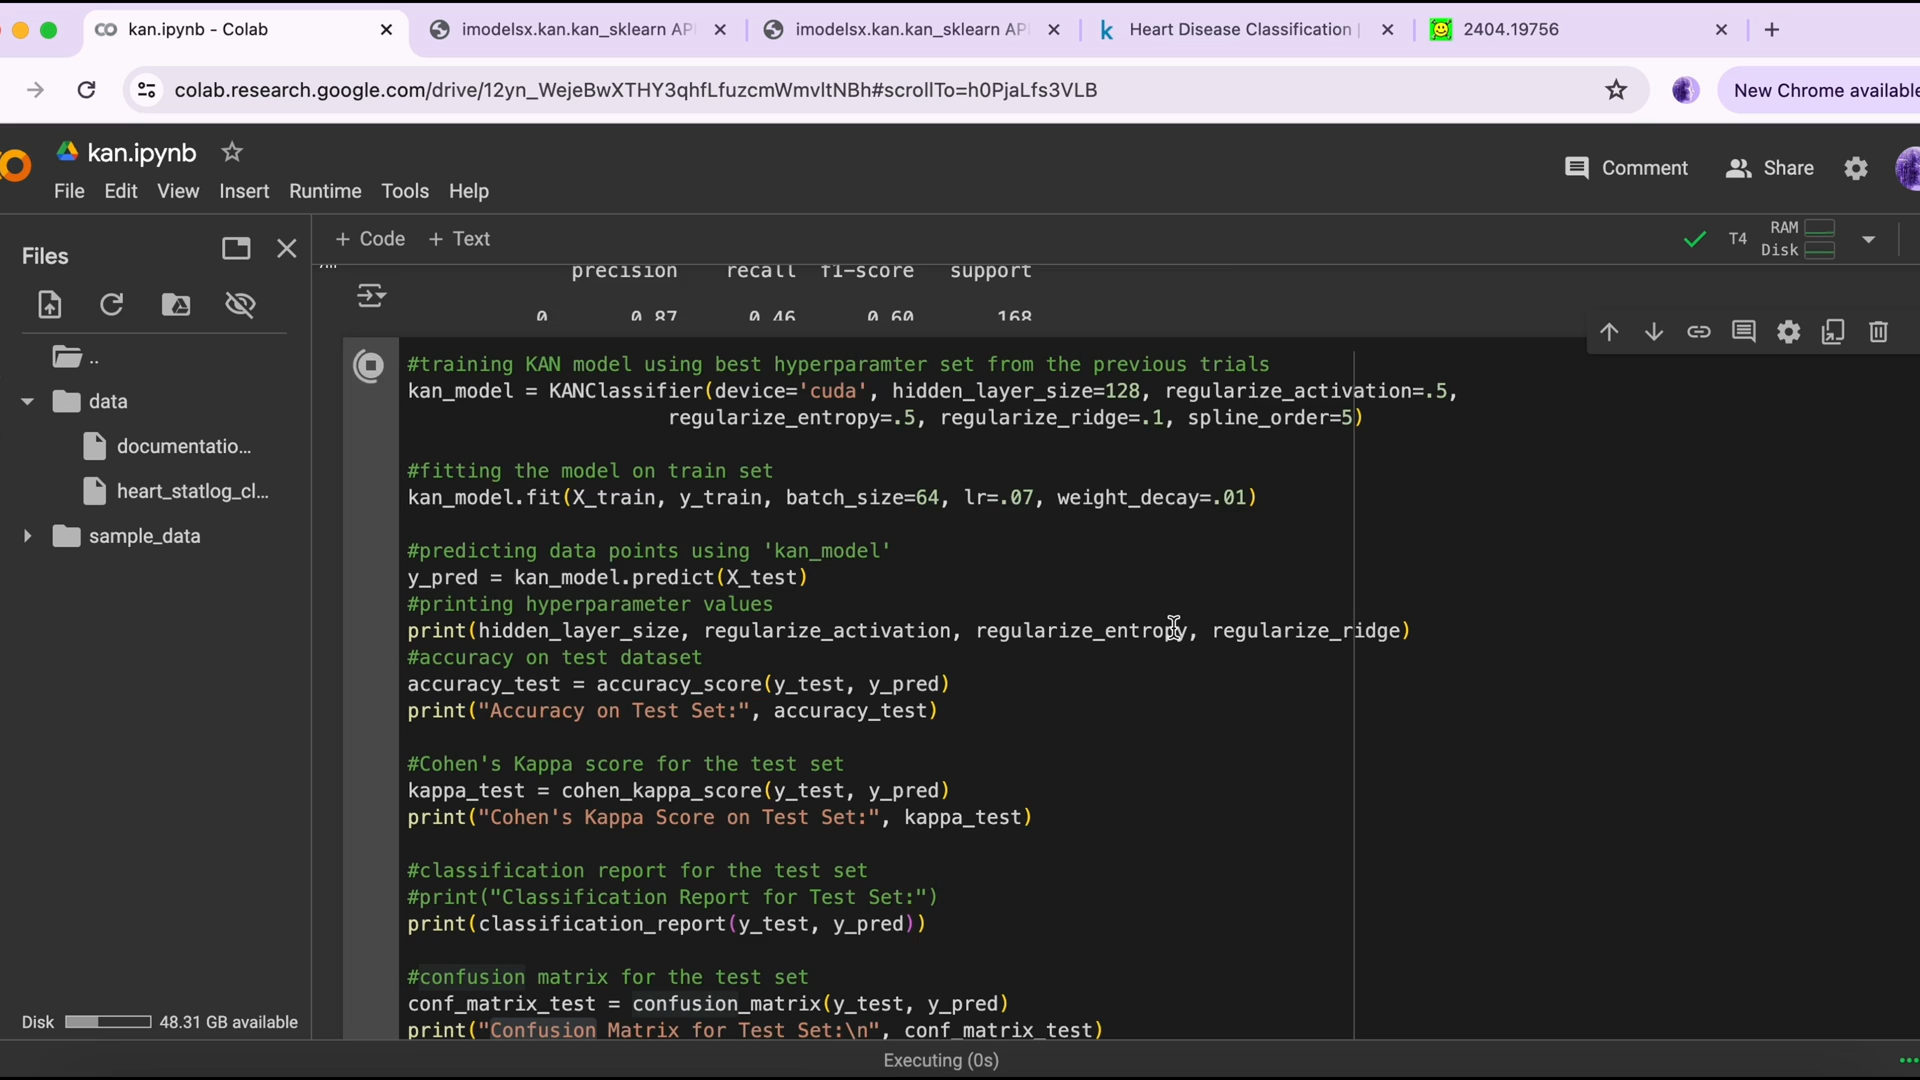 kan.ipynb - Colab
imodelsx.kan.kan_sklearn AP
imodelsx.kan.kan_sklearn AP
Heart Disease Classification |
2404.19756
colab.research.google.com/drive/12yn_WejeBwXTHY3qhfLfuzcmWmvltNBh#scrollTo=h0PjaLfs3VLB
New Chrome available
kan.ipynb
Comment
Share
File Edit View Insert Runtime Tools Help
Files
+ Code + Text
T4
RAM
Disk
precision recall f1-score support
0 0.87 0.46 0.60 168
..
data
documentatio...
heart_statlog_cl...
sample_data
#training KAN model using best hyperparamter set from the previous trials
kan_model = KANClassifier(device='cuda', hidden_layer_size=128, regularize_activation=.5,
regularize_entropy=.5, regularize_ridge=.1, spline_order=5)
#fitting the model on train set
kan_model.fit(X_train, y_train, batch_size=64, lr=.07, weight_decay=.01)
#predicting data points using 'kan_model'
y_pred = kan_model.predict(X_test)
#printing hyperparameter values
print(hidden_layer_size, regularize_activation, regularize_entropy, regularize_ridge)
#accuracy on test dataset
accuracy_test = accuracy_score(y_test, y_pred)
print("Accuracy on Test Set:", accuracy_test)
#Cohen's Kappa score for the test set
kappa_test = cohen_kappa_score(y_test, y_pred)
print("Cohen's Kappa Score on Test Set:", kappa_test)
#classification report for the test set
#print("Classification Report for Test Set:")
print(classification_report(y_test, y_pred))
#confusion matrix for the test set
conf_matrix_test = confusion_matrix(y_test, y_pred)
print("Confusion Matrix for Test Set:\n", conf_matrix_test)
Disk 48.31 GB available
Executing (0s)